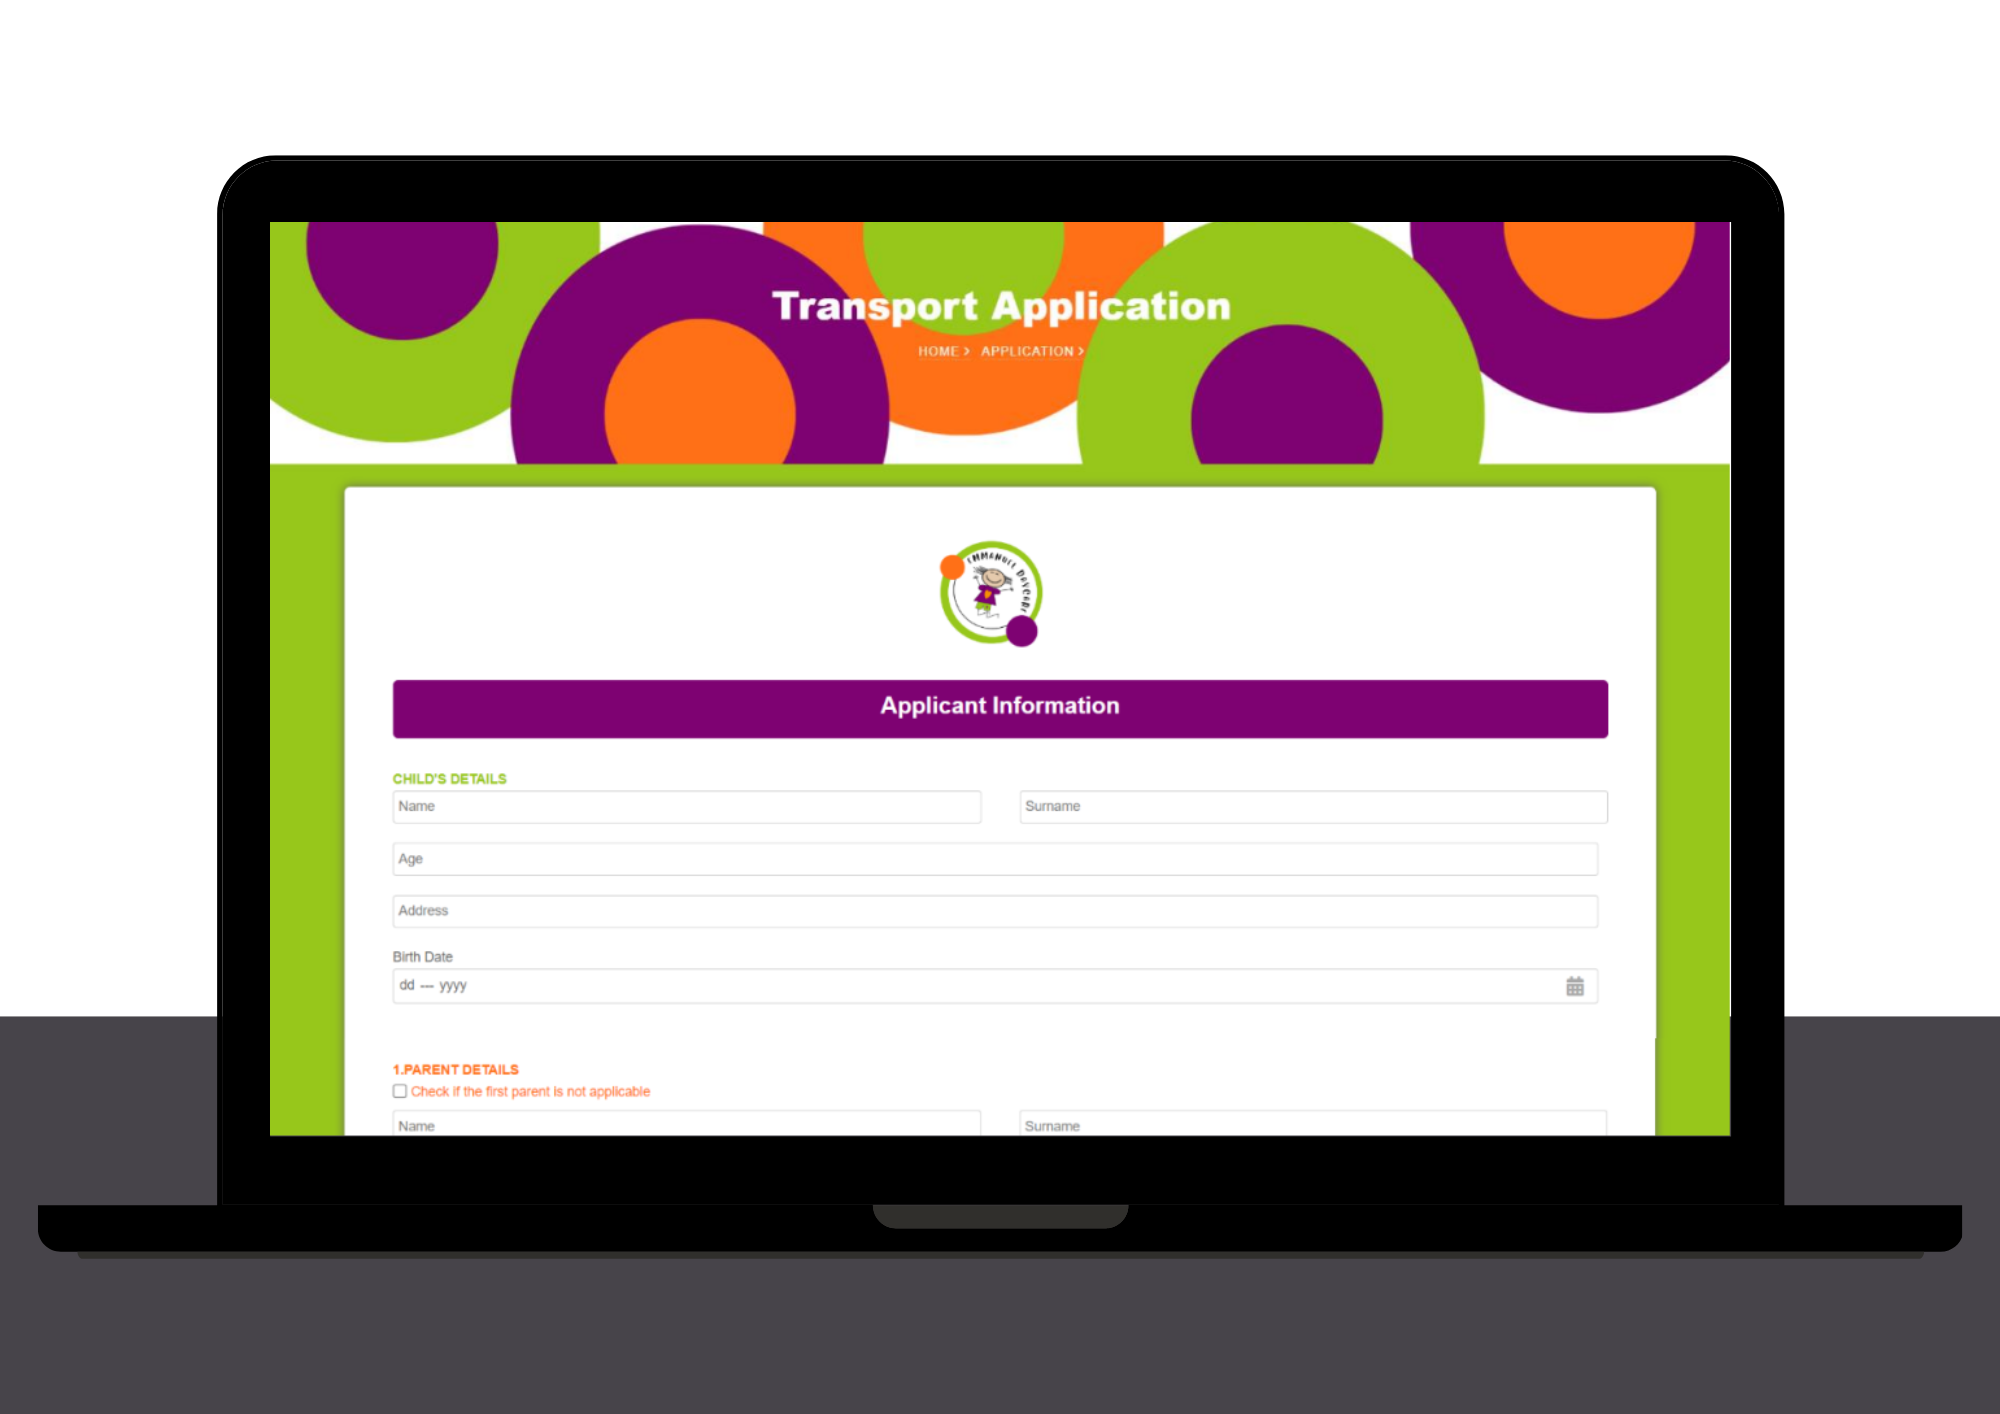 Transport Application
HOME > APPLICATION >
EMMANUEL DAYCARE
Applicant Information
CHILD'S DETAILS
Name Surname
Age
Address
Birth Date
dd --- yyyy
1.PARENT DETAILS
Check if the first parent is not applicable
Name Surname